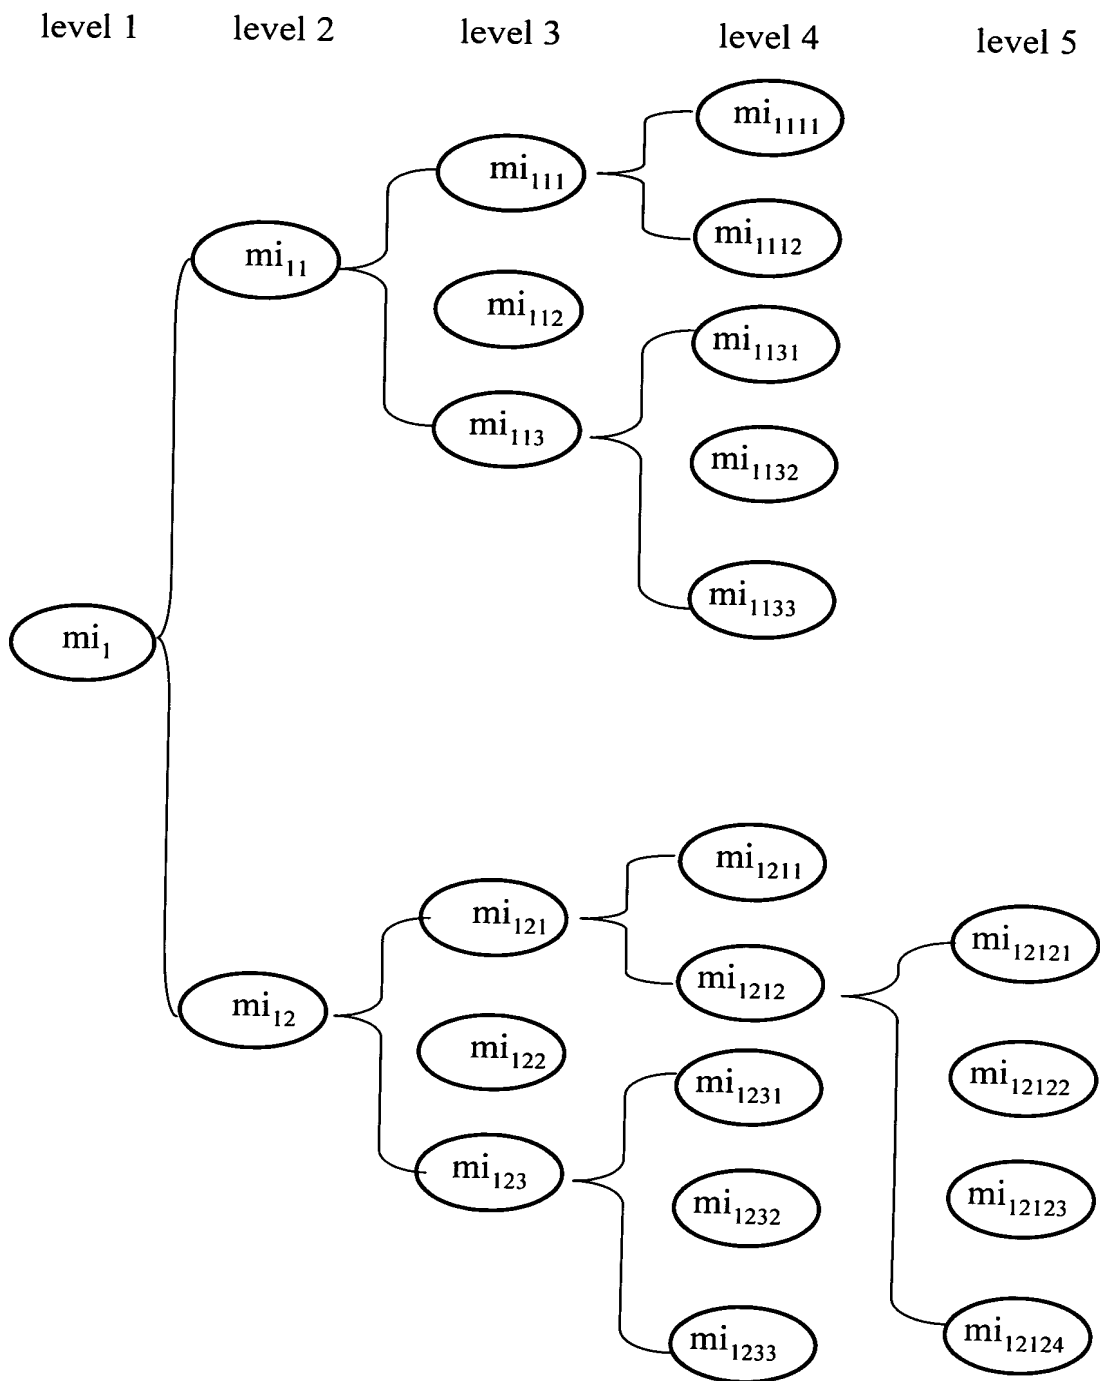 level 1 level 2 level 3 level 4 level 5
mi₁₁₁₁
mi₁₁₁
mi₁₁₁₂
mi₁₁
mi₁₁₂
mi₁₁₃₁
mi₁₁₃
mi₁₁₃₂
mi₁₁₃₃
mi₁
mi₁₂₁₁
mi₁₂₁
mi₁₂₁₂₁
mi₁₂₁₂
mi₁₂
mi₁₂₂
mi₁₂₁₂₂
mi₁₂₃₁
mi₁₂₃
mi₁₂₁₂₃
mi₁₂₃₂
mi₁₂₃₃
mi₁₂₁₂₄